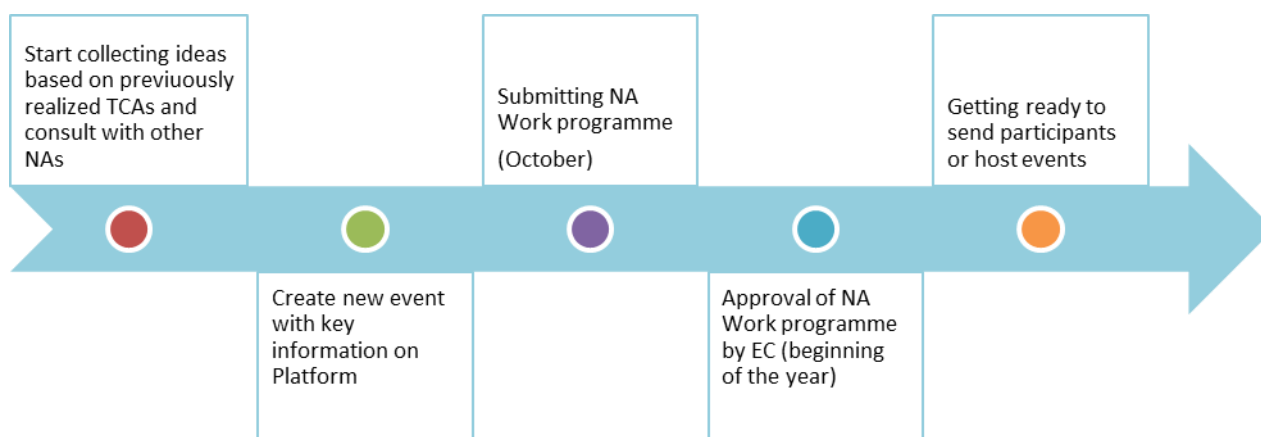 Start collecting ideas
based on previuously
realized TCAs and
consult with other
NAs
Create new event
with key
information on
Platform
Submitting NA
Work programme
(October)
Approval of NA
Work programme
by EC (beginning
of the year)
Getting ready to
send participants
or host events